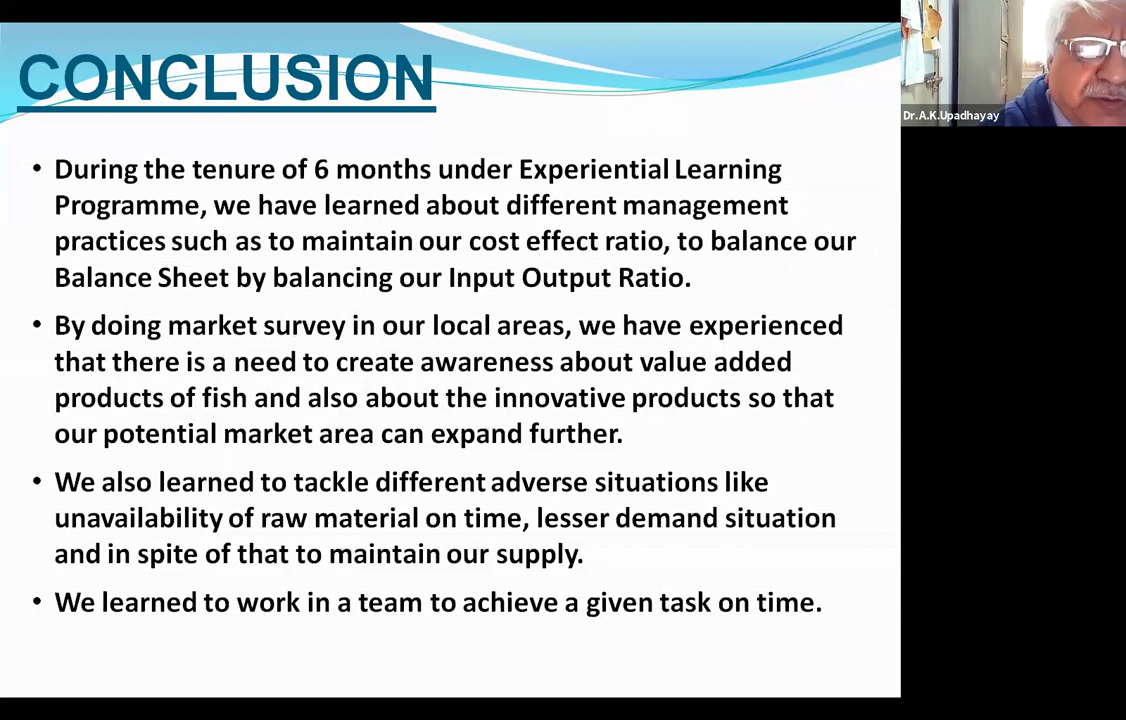 CONCLUSION
Dr.A.K.Upadhayay
• During the tenure of 6 months under Experiential Learning
Programme, we have learned about different management
practices such as to maintain our cost effect ratio, to balance our
Balance Sheet by balancing our Input Output Ratio.
• By doing market survey in our local areas, we have experienced
that there is a need to create awareness about value added
products of fish and also about the innovative products so that
our potential market area can expand further.
• We also learned to tackle different adverse situations like
unavailability of raw material on time, lesser demand situation
and in spite of that to maintain our supply.
• We learned to work in a team to achieve a given task on time.